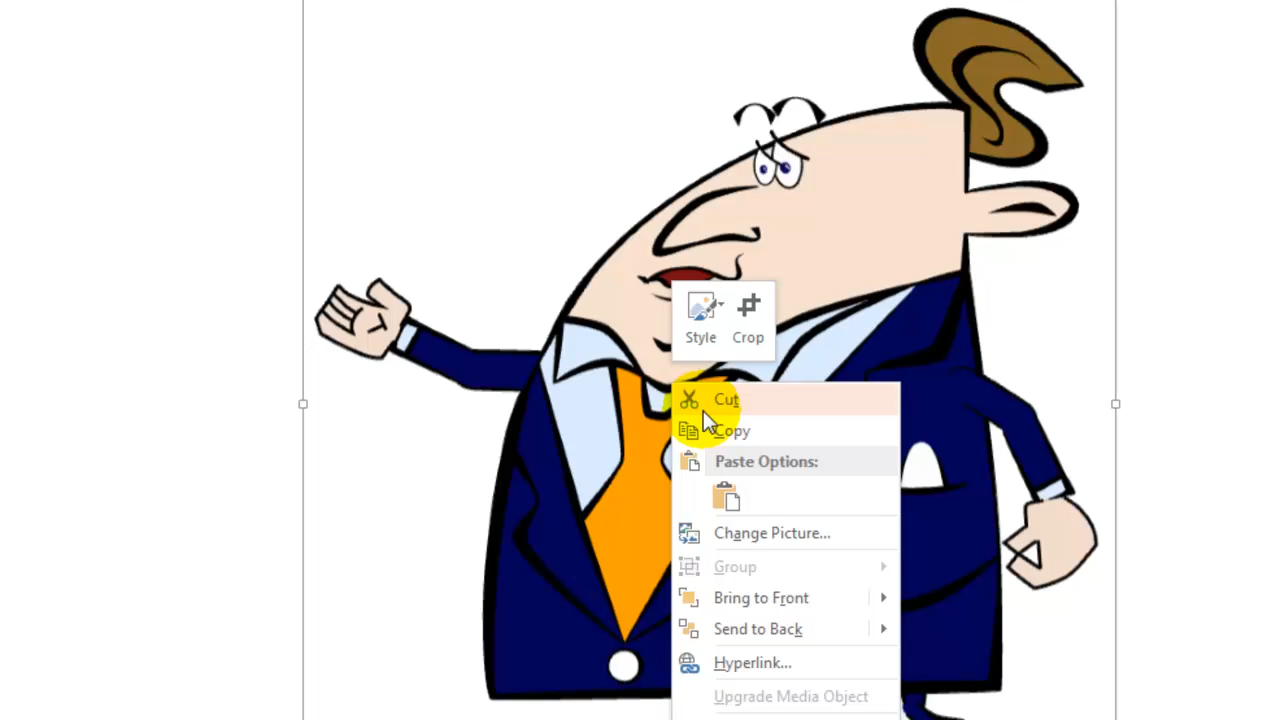 Style Crop
Cut
Copy
Paste Options:
Change Picture...
Group
Bring to Front
Send to Back
Hyperlink...
Upgrade Media Object